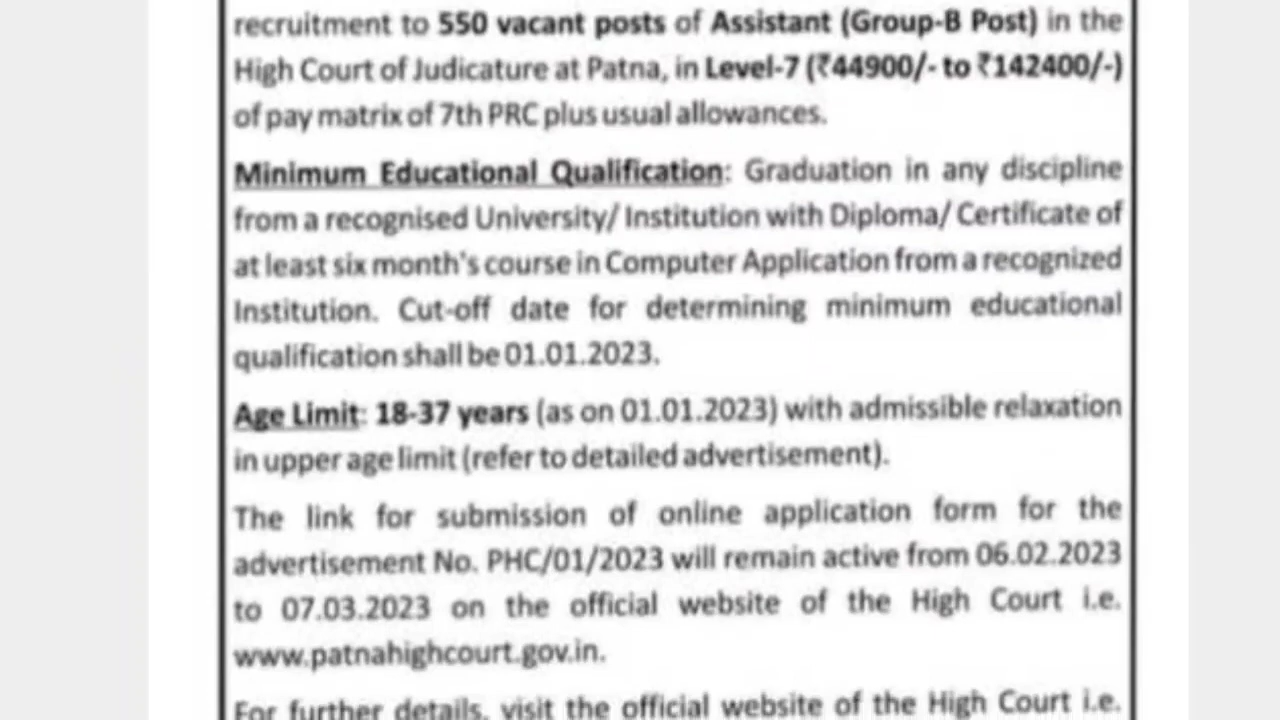 recruitment to 550 vacant posts of Assistant (Group-B Post) in the
High Court of Judicature at Patna, in Level-7 (₹44900/- to ₹142400/-)
of pay matrix of 7th PRC plus usual allowances.
Minimum Educational Qualification: Graduation in any discipline
from a recognised University/ Institution with Diploma/ Certificate of
at least six month's course in Computer Application from a recognized
Institution. Cut-off date for determining minimum educational
qualification shall be 01.01.2023.
Age Limit: 18-37 years (as on 01.01.2023) with admissible relaxation
in upper age limit (refer to detailed advertisement).
The link for submission of online application form for the
advertisement No. PHC/01/2023 will remain active from 06.02.2023
to 07.03.2023 on the official website of the High Court i.e.
www.patnahighcourt.gov.in.
For further details, visit the official website of the High Court i.e.